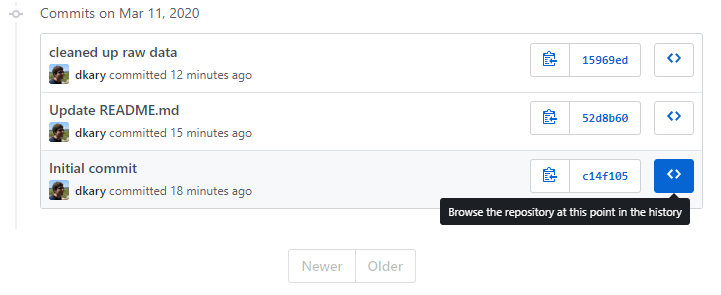 Commits on Mar 11, 2020
cleaned up raw data
dkary committed 12 minutes ago
15969ed
Update README.md
dkary committed 15 minutes ago
52d8b60
Initial commit
dkary committed 18 minutes ago
c14f105
Browse the repository at this point in the history
Newer Older